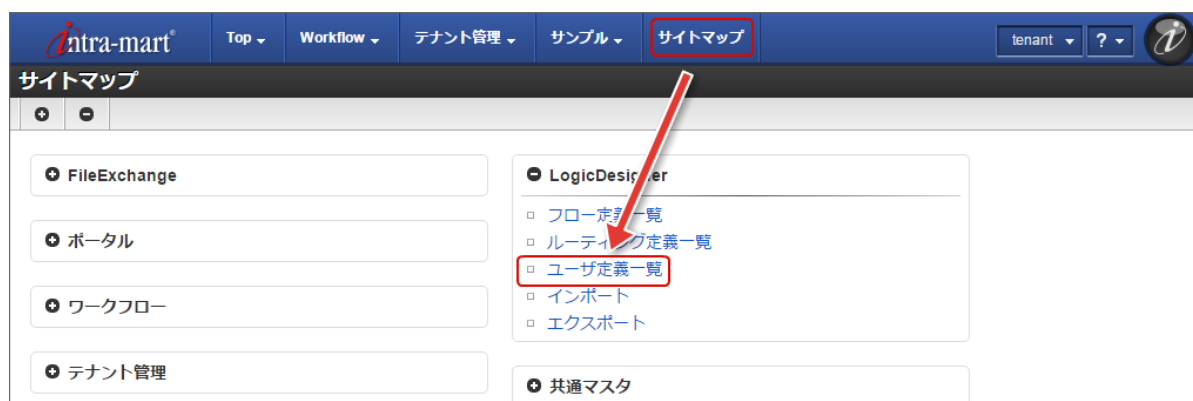 intra-mart® Top Workflow テナント管理 サンプル サイトマップ tenant ?
サイトマップ
FileExchange
ポータル
ワークフロー
テナント管理
LogicDesigner
フロー定義一覧
ルーティング定義一覧
ユーザ定義一覧
インポート
エクスポート
共通マスタ